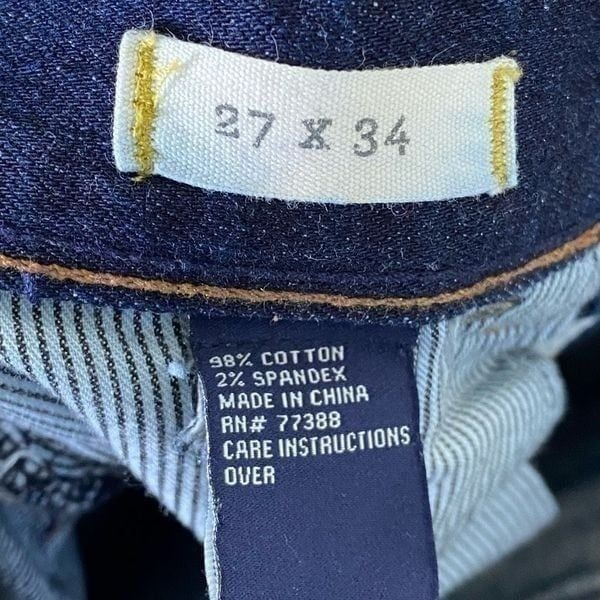 27 X 34
98% COTTON
2% SPANDEX
MADE IN CHINA
RN# 77388
CARE INSTRUCTIONS
OVER